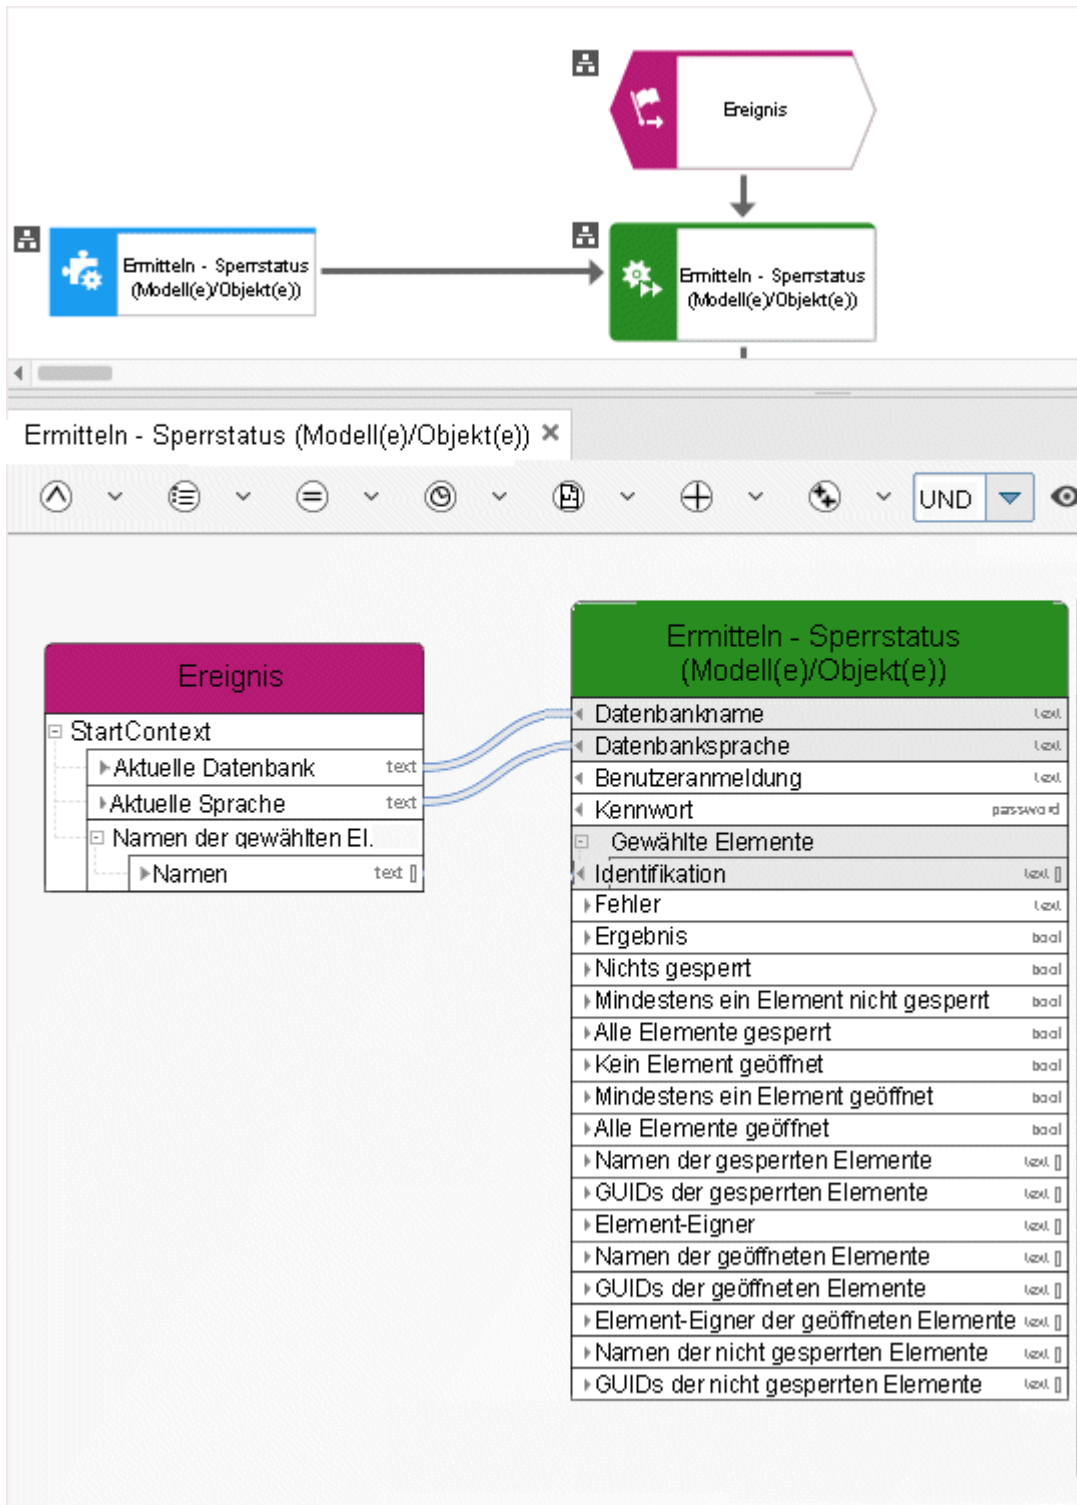 Ereignis
Ermitteln - Sperrstatus
(Modell(e)/Objekt(e))
Ermitteln - Sperrstatus
(Modell(e)/Objekt(e))
Ermitteln - Sperrstatus (Modell(e)/Objekt(e))
UND
Ereignis
StartContext
Aktuelle Datenbank text
Aktuelle Sprache text
Namen der gewählten El.
Namen text []
Ermitteln - Sperrstatus
(Modell(e)/Objekt(e))
Datenbankname text
Datenbanksprache text
Benutzeranmeldung text
Kennwort password
Gewählte Elemente
Identifikation text []
Fehler text
Ergebnis bool
Nichts gesperrt bool
Mindestens ein Element nicht gesperrt bool
Alle Elemente gesperrt bool
Kein Element geöffnet bool
Mindestens ein Element geöffnet bool
Alle Elemente geöffnet bool
Namen der gesperrten Elemente text []
GUIDs der gesperrten Elemente text []
Element-Eigner text []
Namen der geöffneten Elemente text []
GUIDs der geöffneten Elemente text []
Element-Eigner der geöffneten Elemente text []
Namen der nicht gesperrten Elemente text []
GUIDs der nicht gesperrten Elemente text []